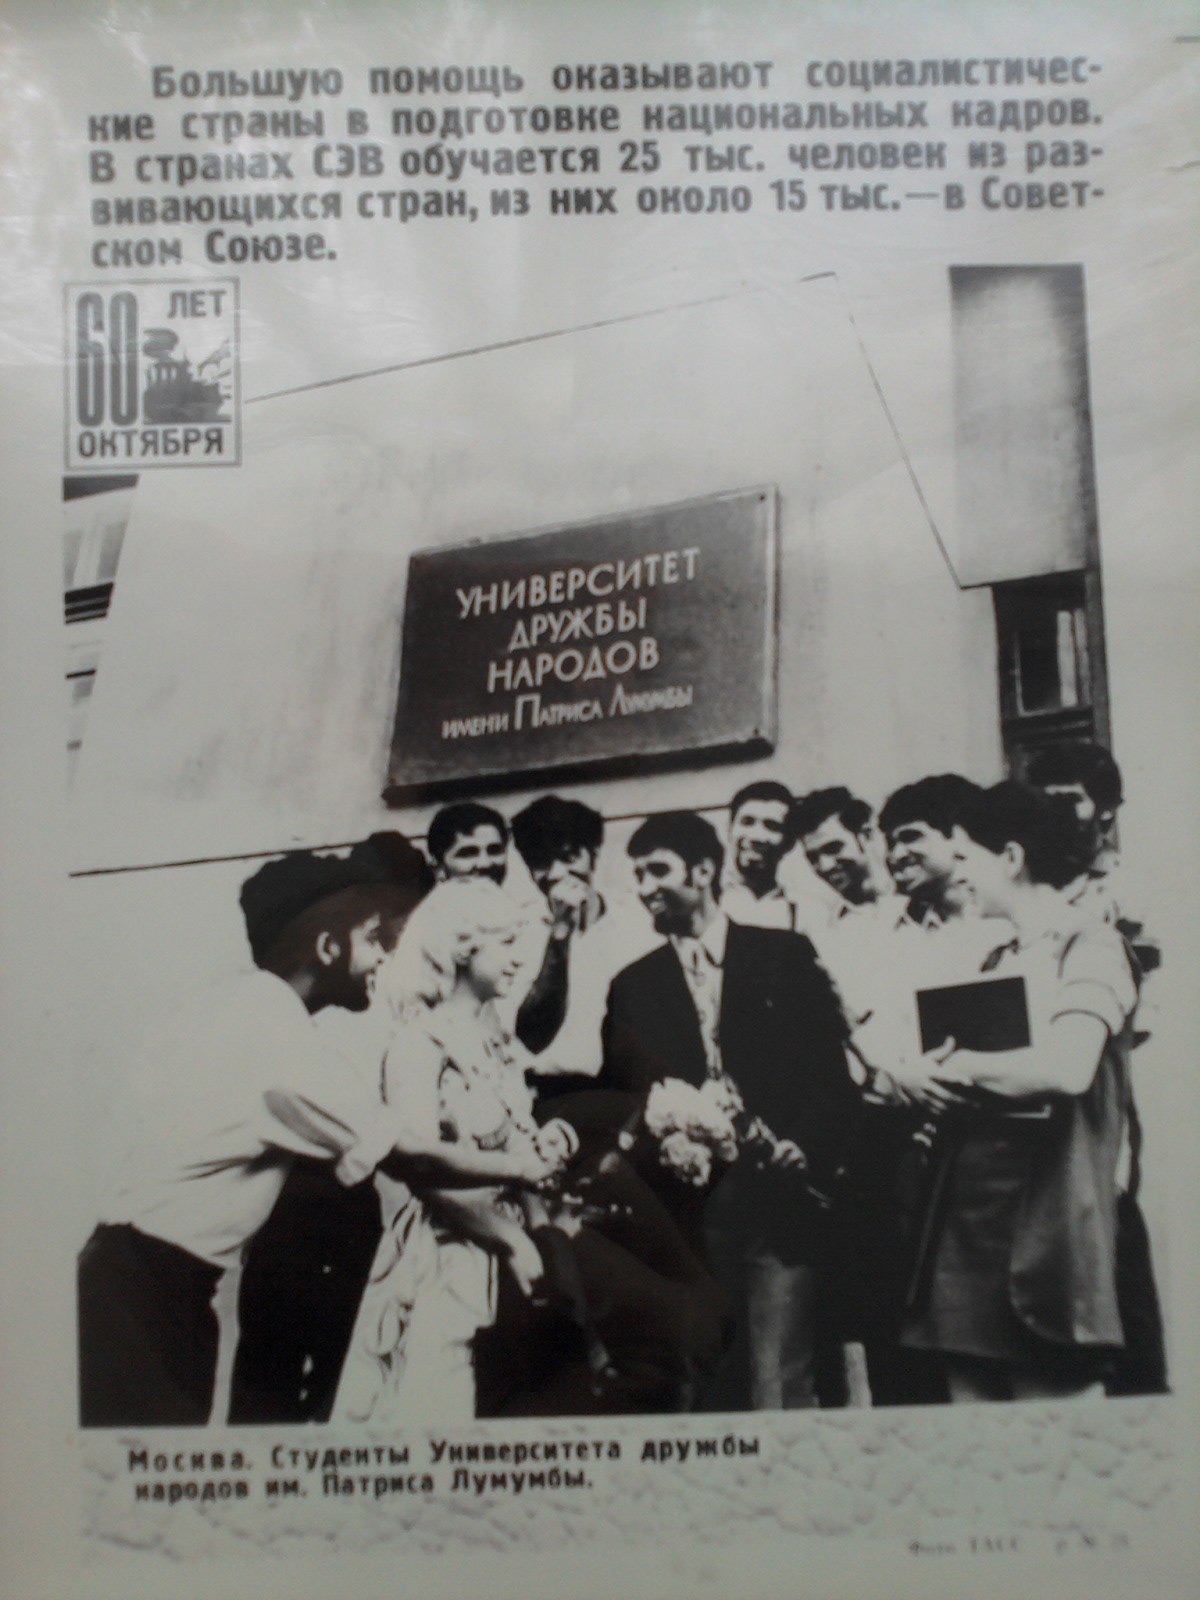 Большую помощь оказывают социалистичес-
кие страны в подготовке национальных кадров.
В странах СЭВ обучается 25 тыс. человек из раз-
вивающихся стран, из них около 15 тыс.—в Совет-
ском Союзе.
60 ЛЕТ
ОКТЯБРЯ
УНИВЕРСИТЕТ
ДРУЖБЫ
НАРОДОВ
ИМЕНИ ПАТРИСА ЛУМУМБЫ
Москва. Студенты Университета дружбы
народов им. Патриса Лумумбы.
Фото ТАСС